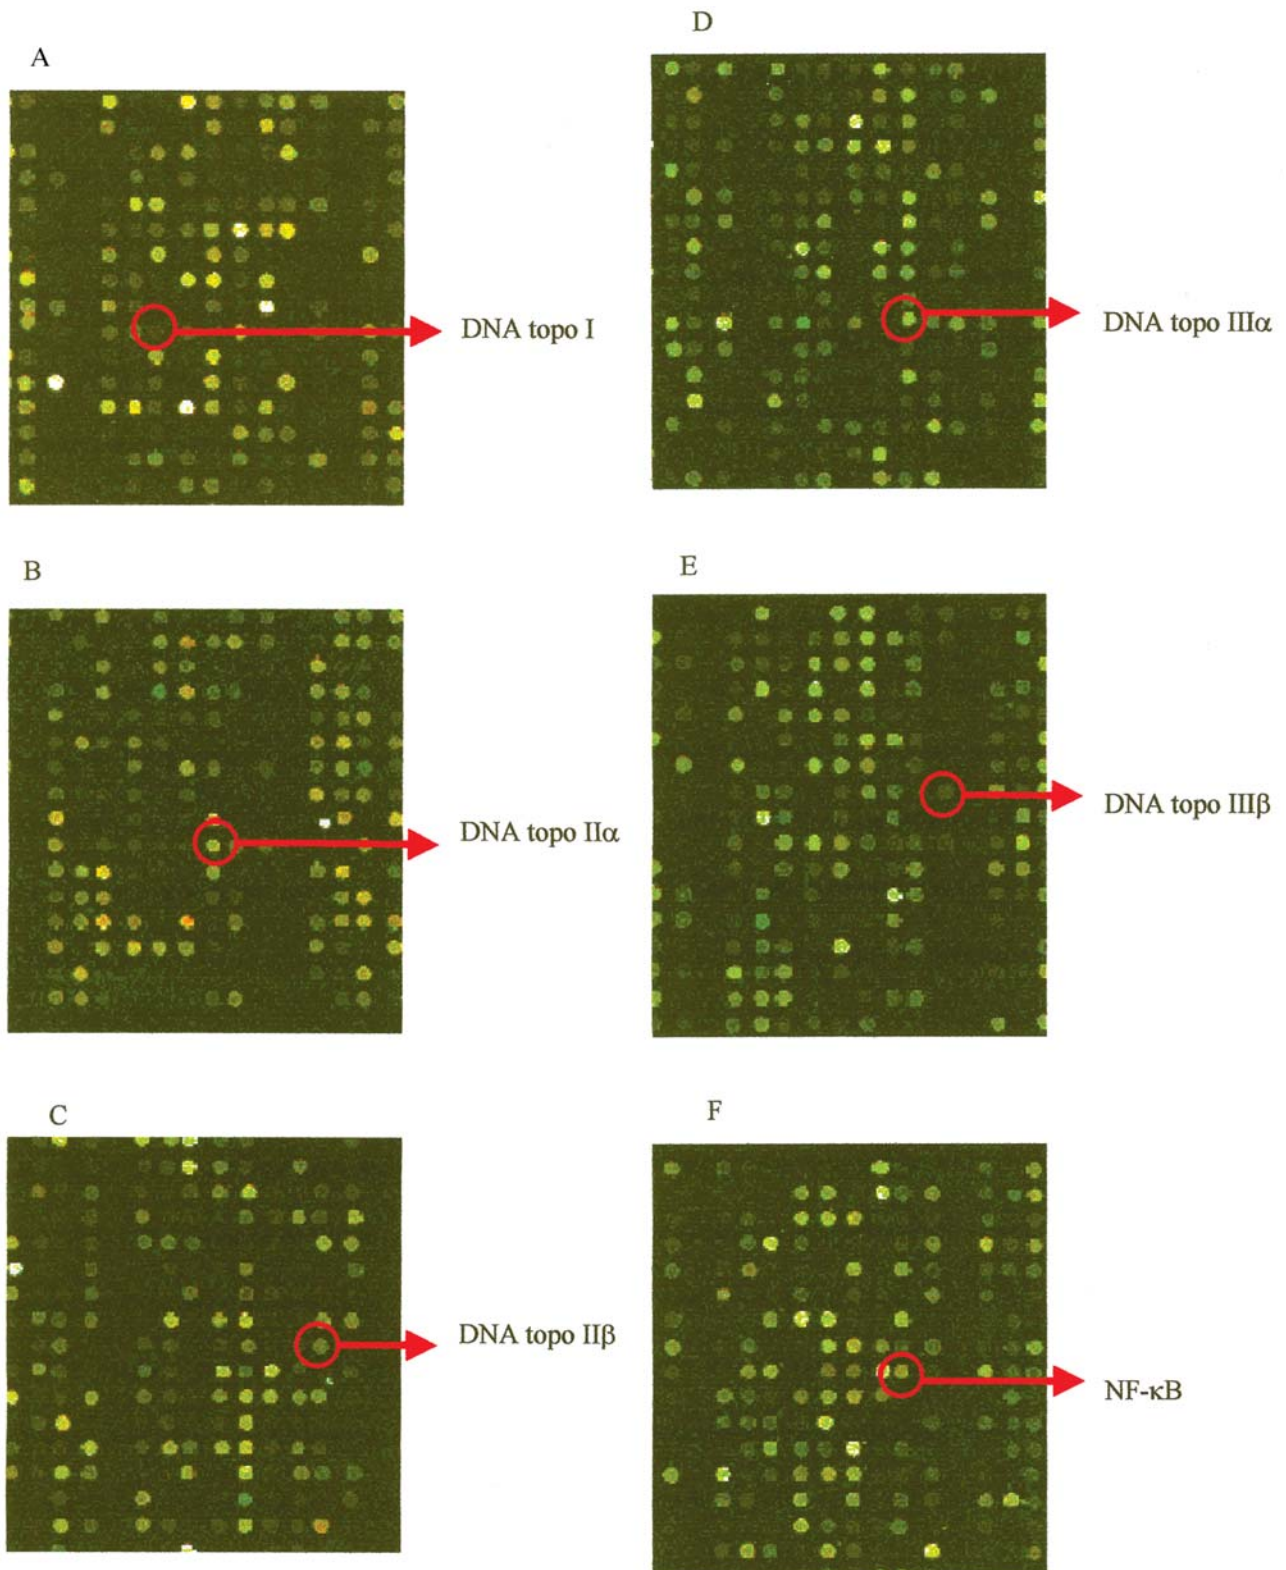 A
DNA topo I
B
DNA topo IIα
C
DNA topo IIβ
D
DNA topo IIIα
E
DNA topo IIIβ
F
NF-κB